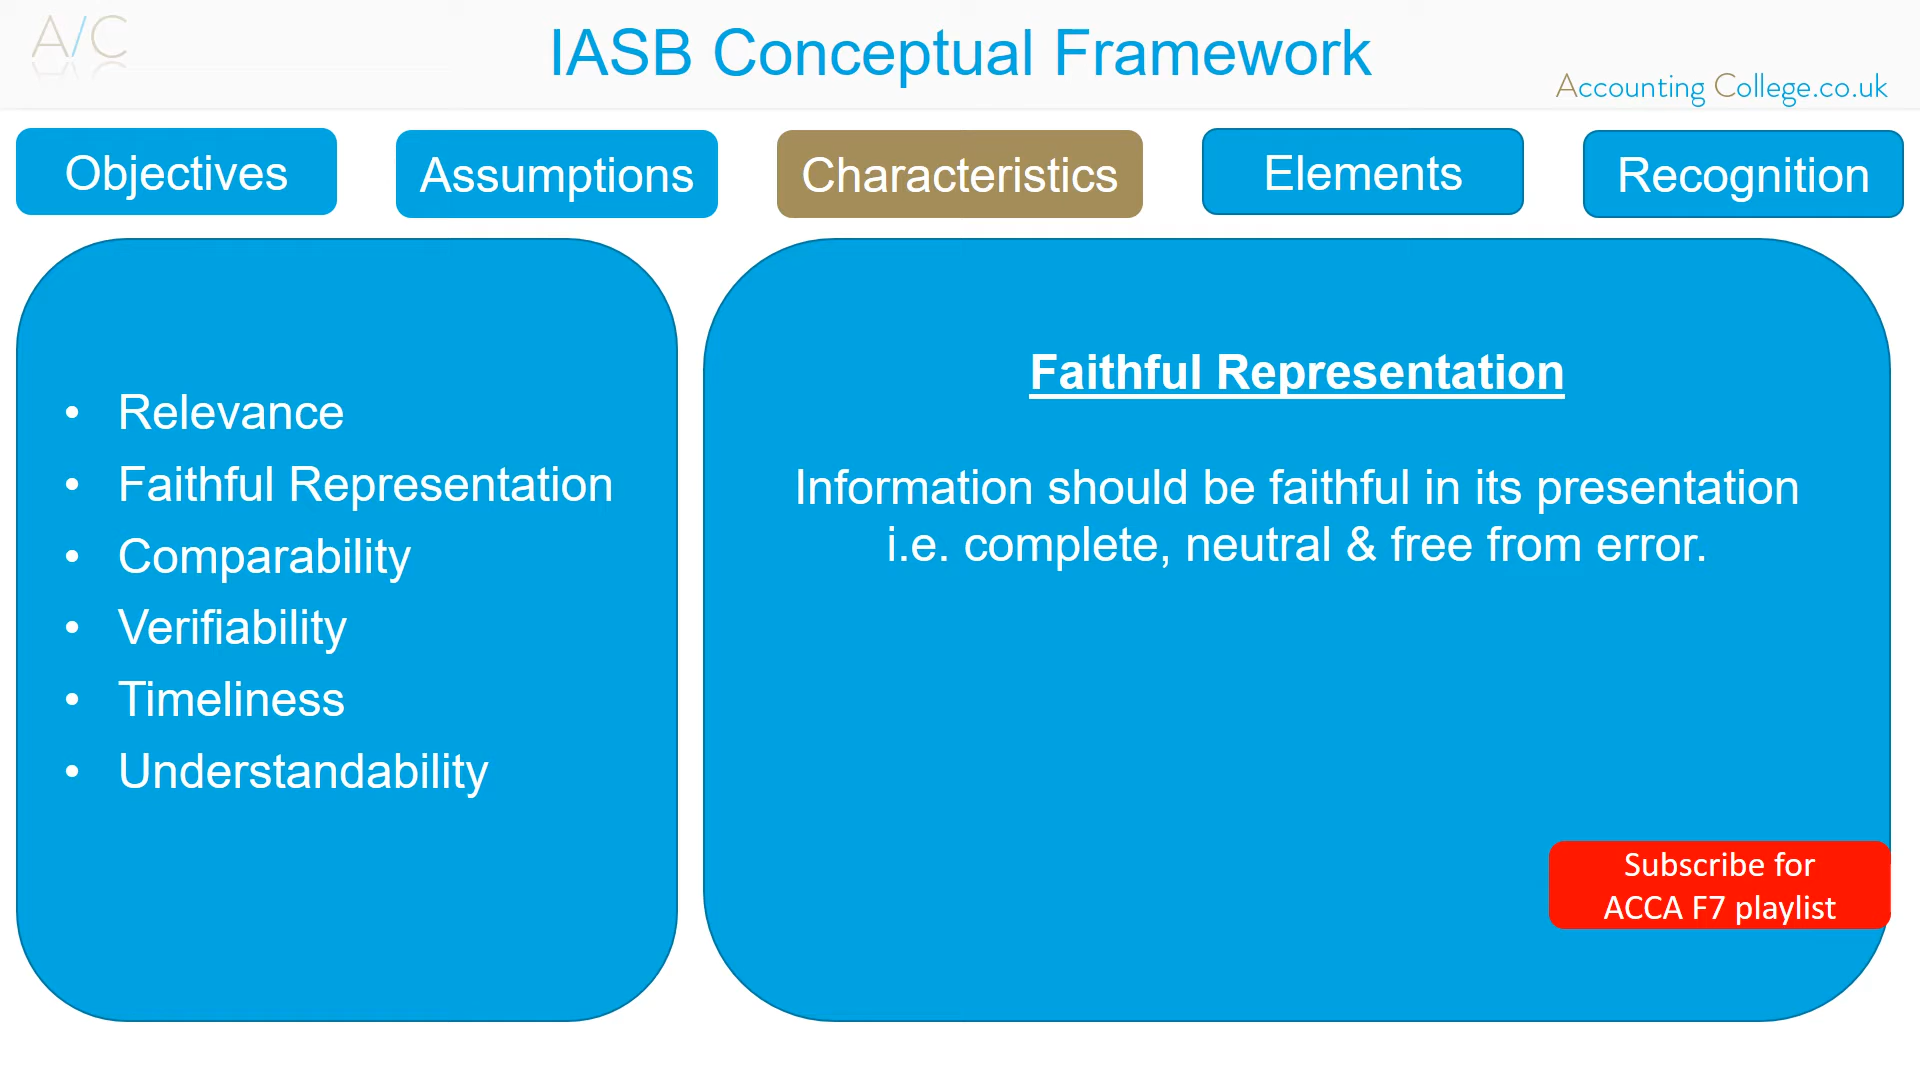 A/C
IASB Conceptual Framework
Accounting College.co.uk
Objectives
Assumptions
Characteristics
Elements
Recognition
• Relevance
• Faithful Representation
• Comparability
• Verifiability
• Timeliness
• Understandability
Faithful Representation
Information should be faithful in its presentation
i.e. complete, neutral & free from error.
Subscribe for
ACCA F7 playlist